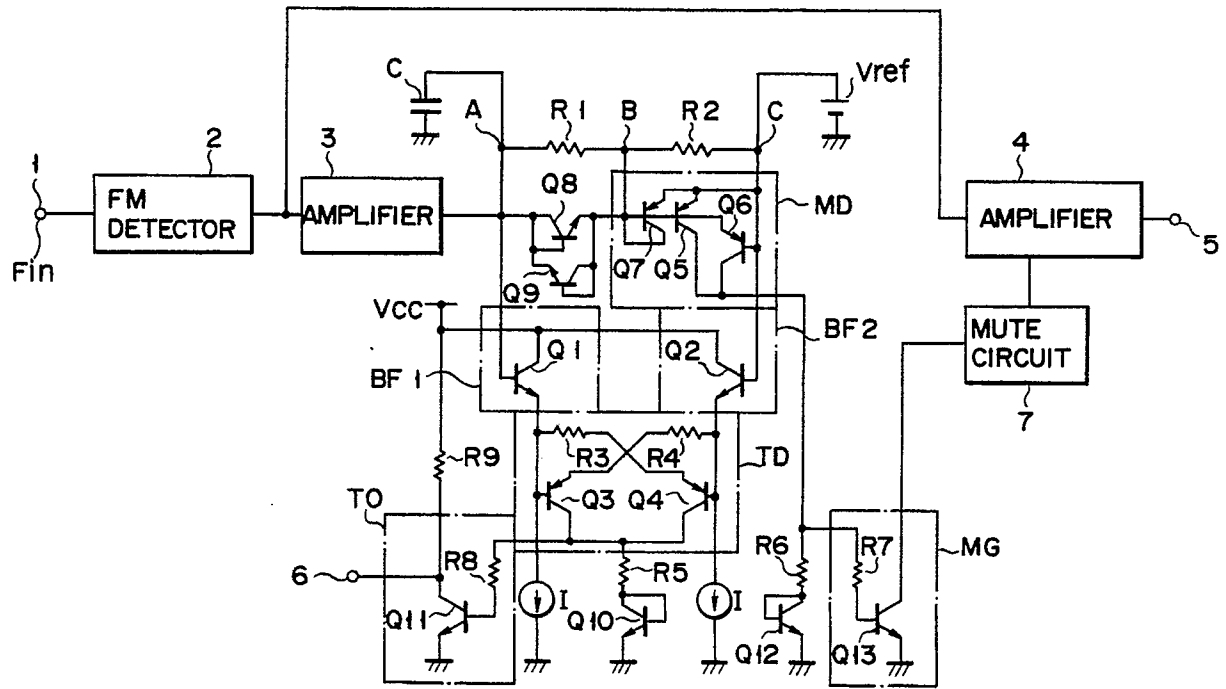 C
Vref
A
R1
B
R2
C
1
2
3
4
FM
DETECTOR
AMPLIFIER
Q8
Q6
MD
AMPLIFIER
5
Fin
Q9
Q7
Q5
VCC
BF 1
Q1
Q2
BF2
MUTE
CIRCUIT
7
R9
R3
R4
TD
TO
Q3
Q4
6
R8
R5
R6
R7
MG
Q11
I
Q10
I
Q12
Q13